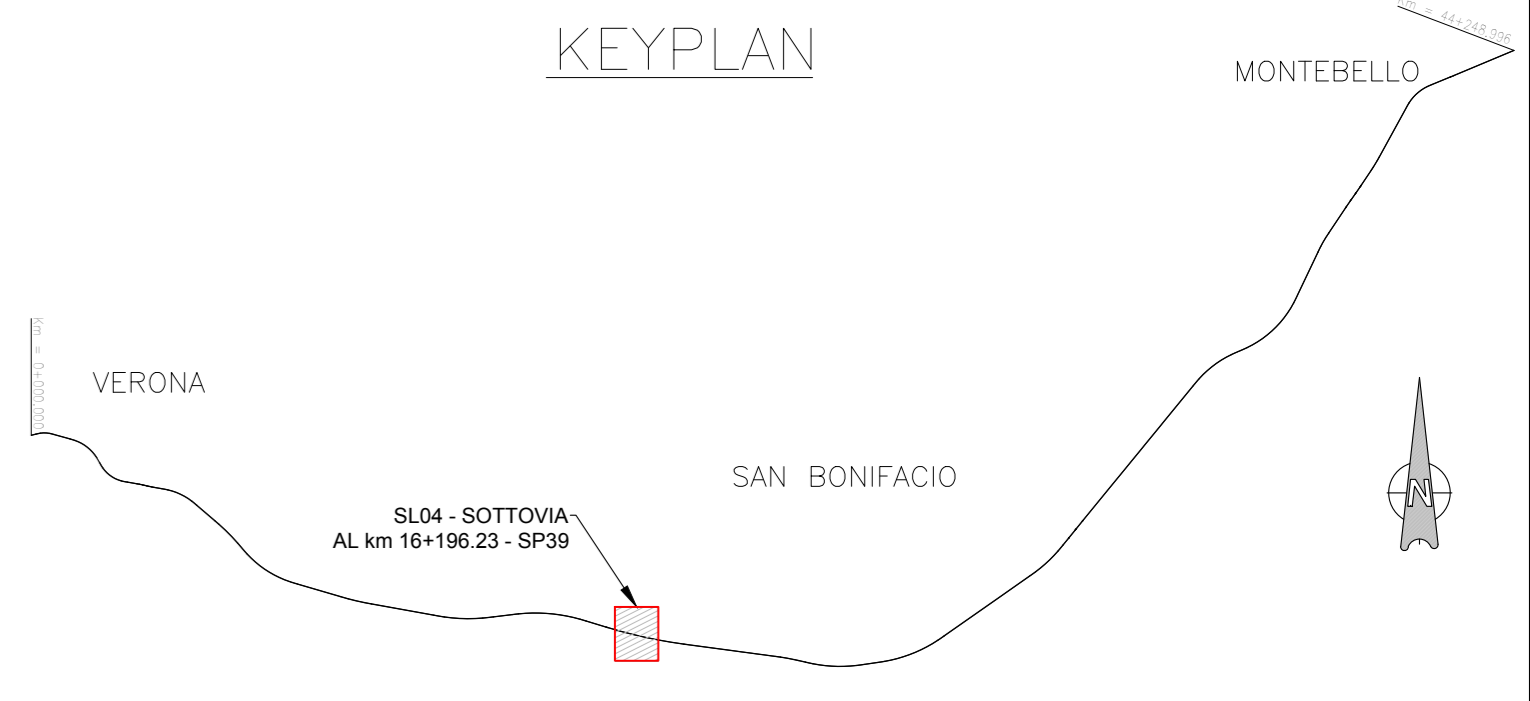 KEYPLAN
Km = 44+248.996
MONTEBELLO
Km = 0+000.000
VERONA
SAN BONIFACIO
SL04 - SOTTOVIA
AL km 16+196.23 - SP39
N